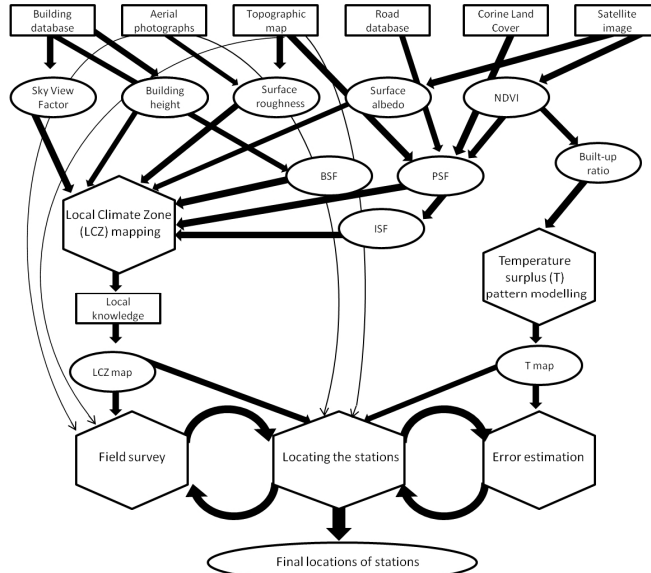 Building
database
Aerial
photographs
Topographic
map
Road
database
Corine Land
Cover
Satellite
image
Sky View
Factor
Building
height
Surface
roughness
Surface
albedo
NDVI
BSF
PSF
Built-up
ratio
Local Climate Zone
(LCZ) mapping
ISF
Temperature
surplus (T)
pattern modelling
Local
knowledge
LCZ map
T map
Field survey
Locating the stations
Error estimation
Final locations of stations